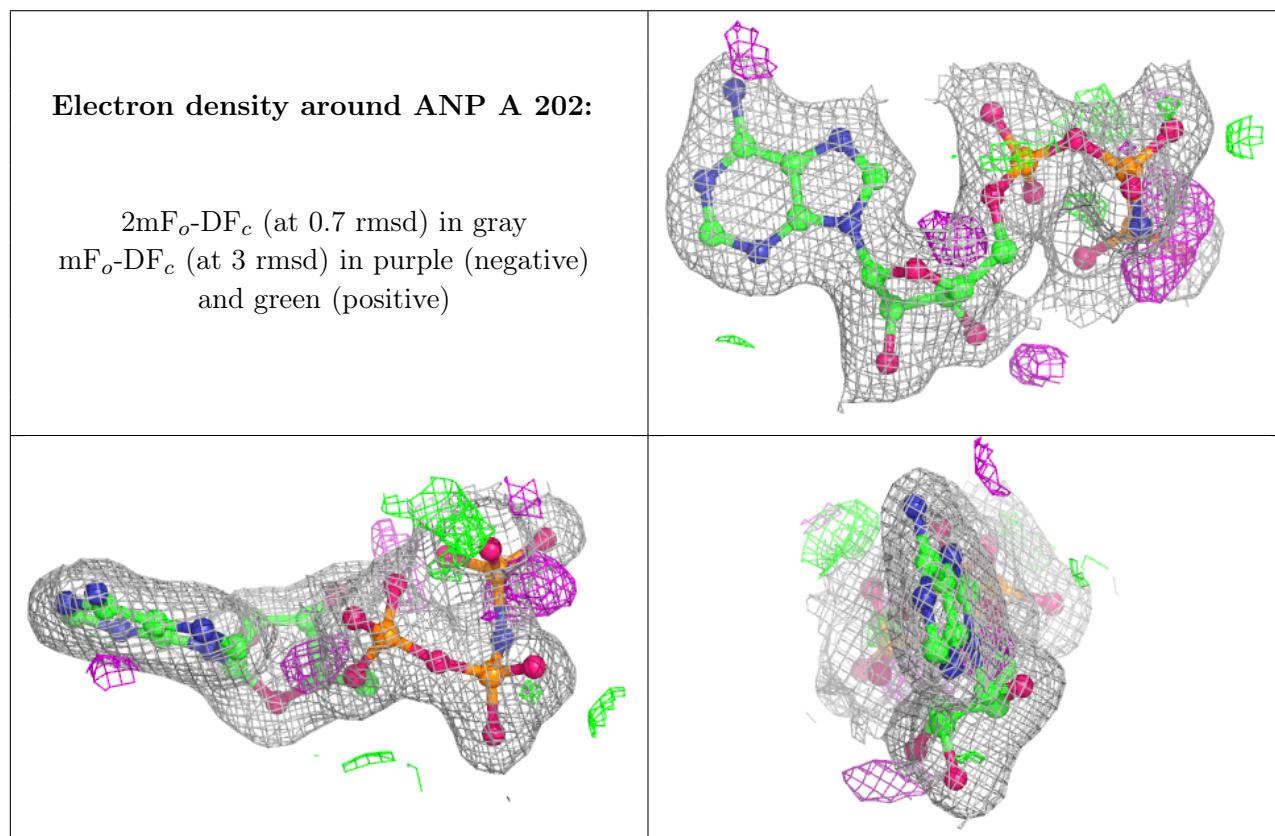 Electron density around ANP A 202:
2mFo-DFc (at 0.7 rmsd) in gray
mFo-DFc (at 3 rmsd) in purple (negative)
and green (positive)